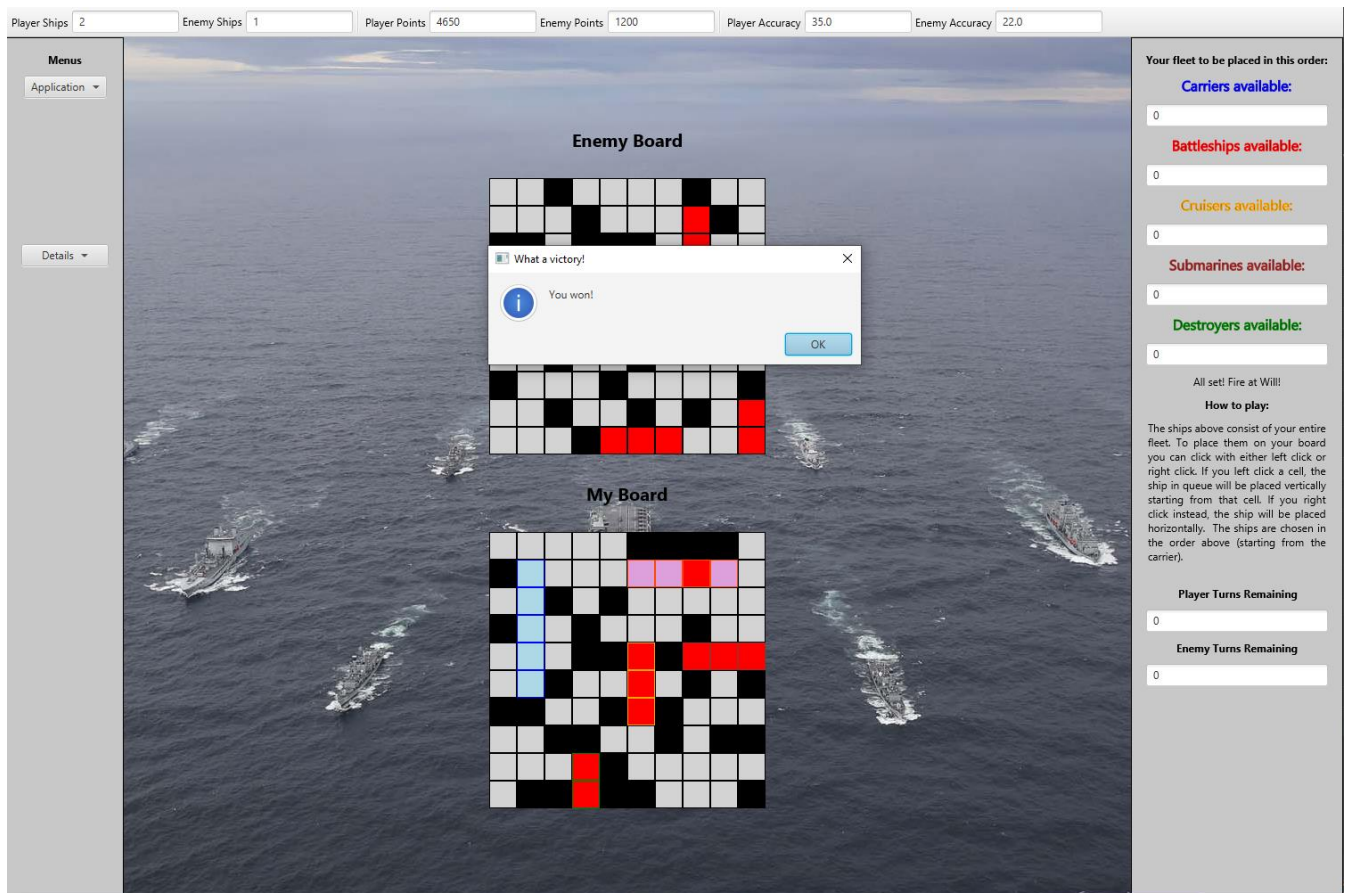 Player Ships 2 Enemy Ships 1 Player Points 4650 Enemy Points 1200 Player Accuracy 35.0 Enemy Accuracy 22.0
Menus
Application
Details
Enemy Board
What a victory!
You won!
OK
My Board
Your fleet to be placed in this order:
Carriers available:
0
Battleships available:
0
Cruisers available:
0
Submarines available:
0
Destroyers available:
0
All set! Fire at Will!
How to play:
The ships above consist of your entire
fleet. To place them on your board
you can click with either left click or
right click. If you left click a cell, the
ship in queue will be placed vertically
starting from that cell. If you right
click instead, the ship will be placed
horizontally. The ships are chosen in
the order above (starting from the
carrier).
Player Turns Remaining
0
Enemy Turns Remaining
0